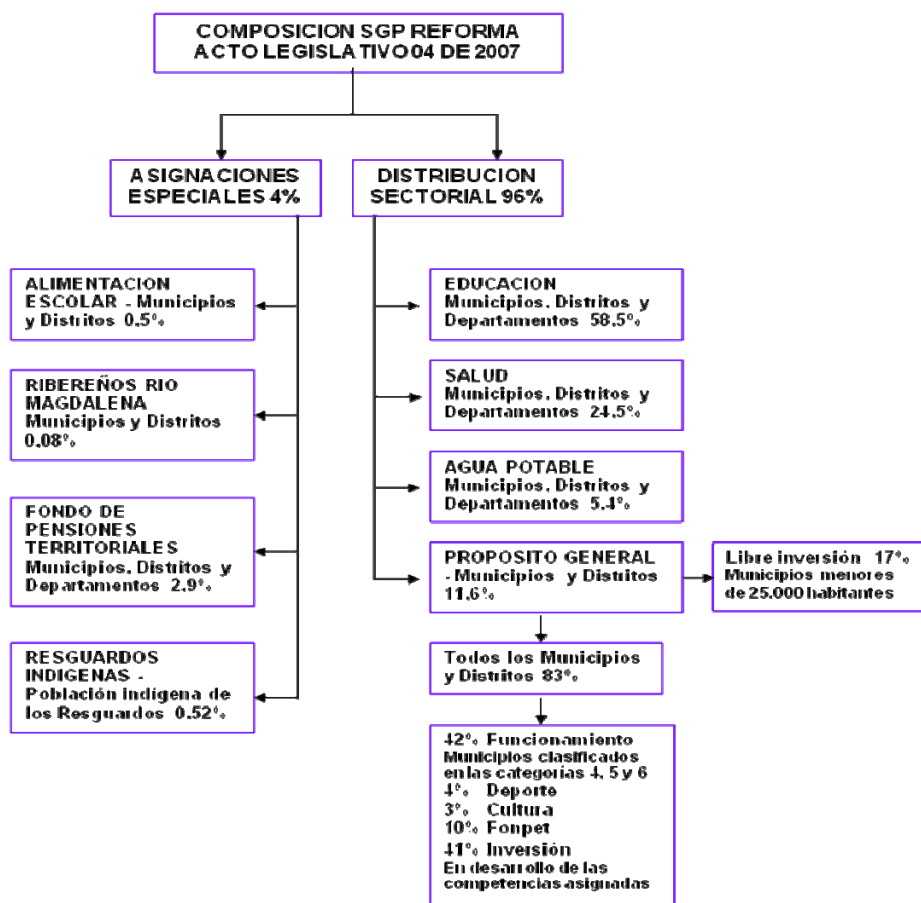 COMPOSICION SGP REFORMA
ACTO LEGISLATIVO 04 DE 2007
ASIGNACIONES
ESPECIALES 4%
DISTRIBUCION
SECTORIAL 96%
ALIMENTACION
ESCOLAR - Municipios
y Distritos 0.5%
RIBEREÑOS RIO
MAGDALENA
Municipios y Distritos
0.08%
FONDO DE
PENSIONES
TERRITORIALES
Municipios, Distritos y
Departamentos 2.9%
RESGUARDOS
INDIGENAS -
Población indígena de
los Resguardos 0.52%
EDUCACION
Municipios, Distritos y
Departamentos 58.5%
SALUD
Municipios, Distritos y
Departamentos 24.5%
AGUA POTABLE
Municipios, Distritos y
Departamentos 5.4%
PROPOSITO GENERAL
- Municipios y Distritos
11.6%
Libre inversión 17%
Municipios menores
de 25.000 habitantes
Todos los Municipios
y Distritos 83%
42% Funcionamiento
Municipios clasificados
en las categorías 4, 5 y 6
4% Deporte
3% Cultura
10% Fonpet
41% Inversión
En desarrollo de las
competencias asignadas